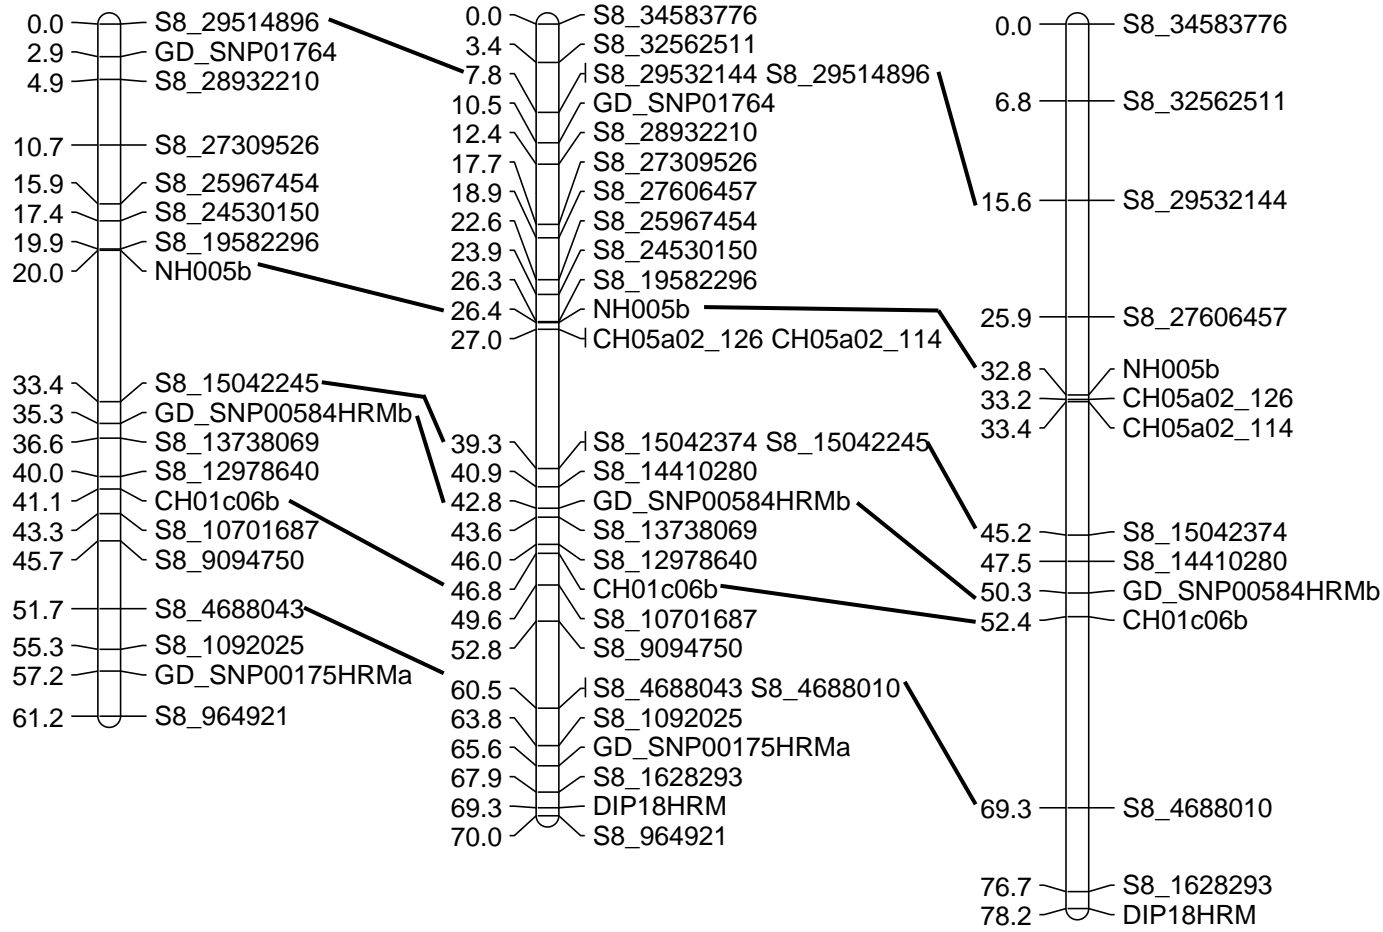 0.0 S8_29514896
2.9 GD_SNP01764
4.9 S8_28932210
10.7 S8_27309526
15.9 S8_25967454
17.4 S8_24530150
19.9 S8_19582296
20.0 NH005b
33.4 S8_15042245
35.3 GD_SNP00584HRMb
36.6 S8_13738069
40.0 S8_12978640
41.1 CH01c06b
43.3 S8_10701687
45.7 S8_9094750
51.7 S8_4688043
55.3 S8_1092025
57.2 GD_SNP00175HRMa
61.2 S8_964921
0.0 S8_34583776
3.4 S8_32562511
7.8 S8_29532144 S8_29514896
10.5 GD_SNP01764
12.4 S8_28932210
17.7 S8_27309526
18.9 S8_27606457
22.6 S8_25967454
23.9 S8_24530150
26.3 S8_19582296
26.4 NH005b
27.0 CH05a02_126 CH05a02_114
39.3 S8_15042374 S8_15042245
40.9 S8_14410280
42.8 GD_SNP00584HRMb
43.6 S8_13738069
46.0 S8_12978640
46.8 CH01c06b
49.6 S8_10701687
52.8 S8_9094750
60.5 S8_4688043 S8_4688010
63.8 S8_1092025
65.6 GD_SNP00175HRMa
67.9 S8_1628293
69.3 DIP18HRM
70.0 S8_964921
0.0 S8_34583776
6.8 S8_32562511
15.6 S8_29532144
25.9 S8_27606457
32.8 NH005b
33.2 CH05a02_126
33.4 CH05a02_114
45.2 S8_15042374
47.5 S8_14410280
50.3 GD_SNP00584HRMb
52.4 CH01c06b
69.3 S8_4688010
76.7 S8_1628293
78.2 DIP18HRM